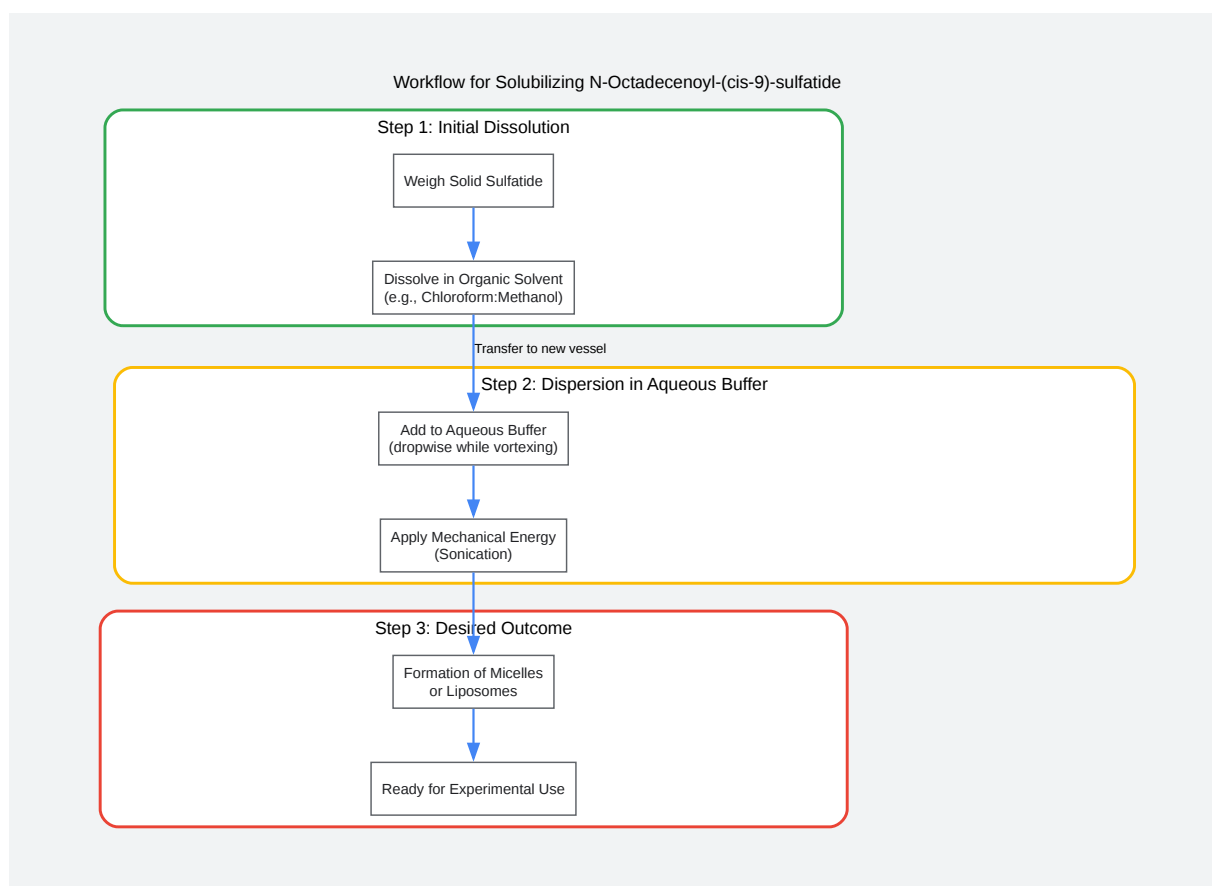 Workflow for Solubilizing N-Octadecenoyl-(cis-9)-sulfatide
Step 1: Initial Dissolution
Weigh Solid Sulfatide
Dissolve in Organic Solvent
(e.g., Chloroform:Methanol)
Transfer to new vessel
Step 2: Dispersion in Aqueous Buffer
Add to Aqueous Buffer
(dropwise while vortexing)
Apply Mechanical Energy
(Sonication)
Step 3: Desired Outcome
Formation of Micelles
or Liposomes
Ready for Experimental Use